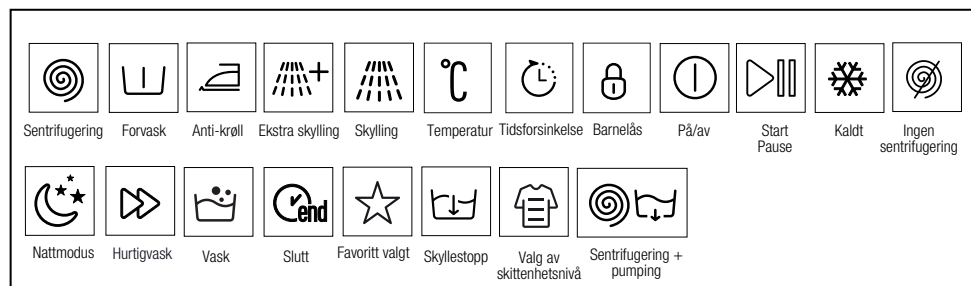 °C
Sentrifugering Forvask Anti-krøll Ekstra skylling Skylling Temperatur Tidsforsinkelse Barnelås På/av Start Pause Kaldt Ingen sentrifugering
end
Nattmodus Hurtigvask Vask Slutt Favoritt valgt Skyllestopp Valg av skittenhetsnivå Sentrifugering + pumping